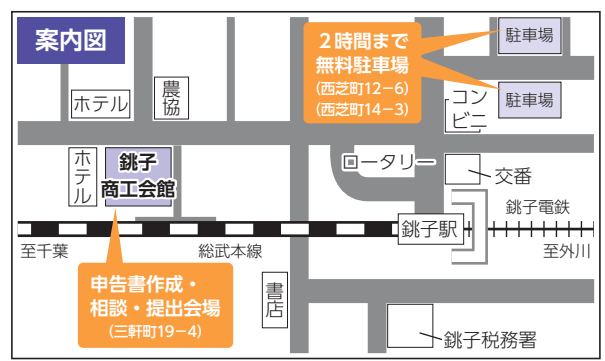 案内図
2時間まで
無料駐車場
(西芝町12-6)
(西芝町14-3)
駐車場
駐車場
ホテル
農協
コンビニ
ホテル
銚子
商工会館
ロータリー
交番
銚子電鉄
銚子駅
至千葉
総武本線
至外川
申告書作成・
相談・提出会場
(三軒町19-4)
書店
銚子税務署